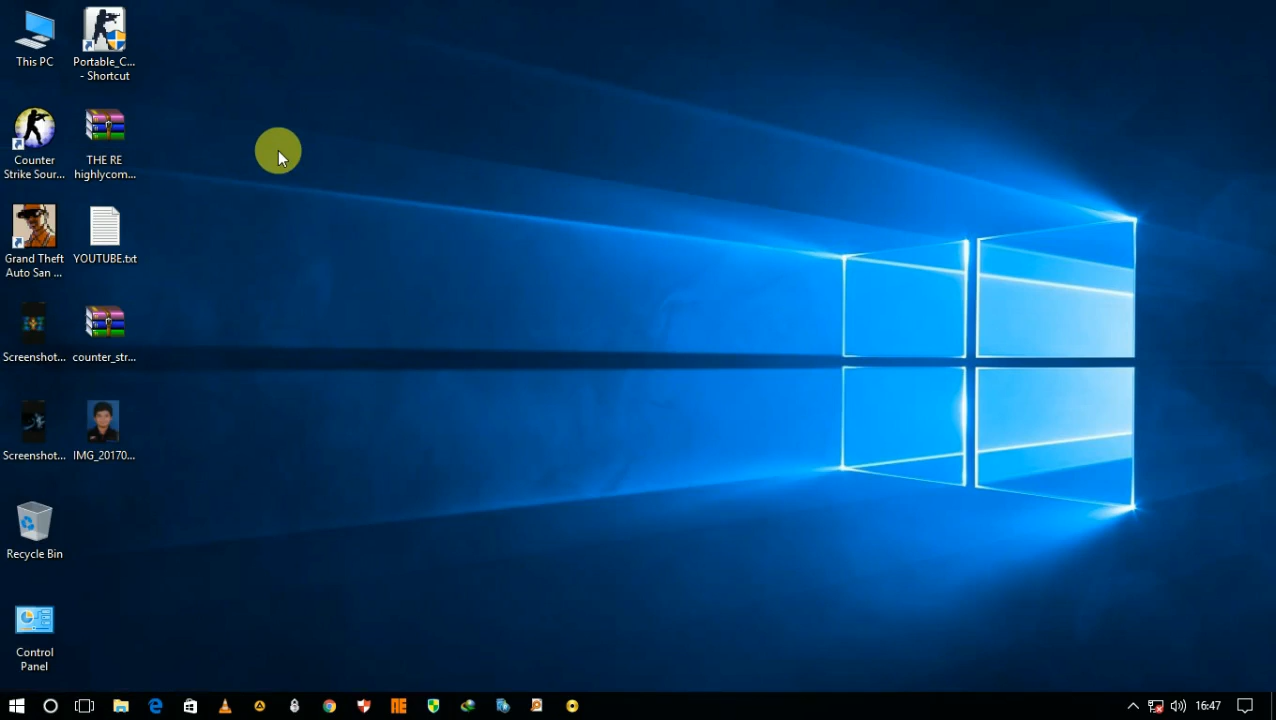 This PC
Portable_C...
- Shortcut
Counter
Strike Sour...
THE RE
highlycom...
Grand Theft
Auto San ...
YOUTUBE.txt
Screenshot...
counter_str...
Screenshot...
IMG_20170...
Recycle Bin
Control
Panel
16:47